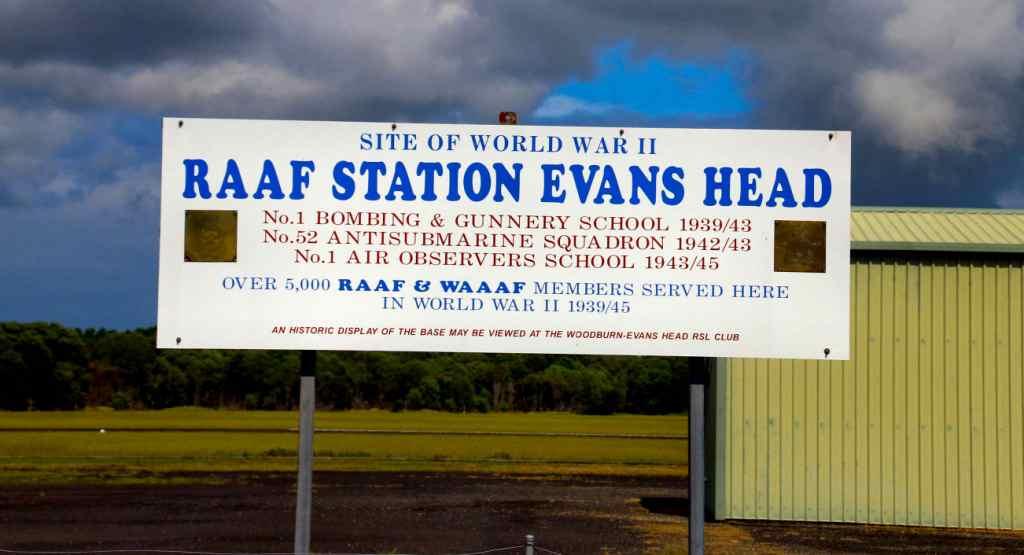 SITE OF WORLD WAR II
RAAF STATION EVANS HEAD
No.1 BOMBING & GUNNERY SCHOOL 1939/43
No.52 ANTISUBMARINE SQUADRON 1942/43
No.1 AIR OBSERVERS SCHOOL 1943/45
OVER 5,000 RAAF & WAAAF MEMBERS SERVED HERE
IN WORLD WAR II 1939/45
AN HISTORIC DISPLAY OF THE BASE MAY BE VIEWED AT THE WOODBURN-EVANS HEAD RSL CLUB